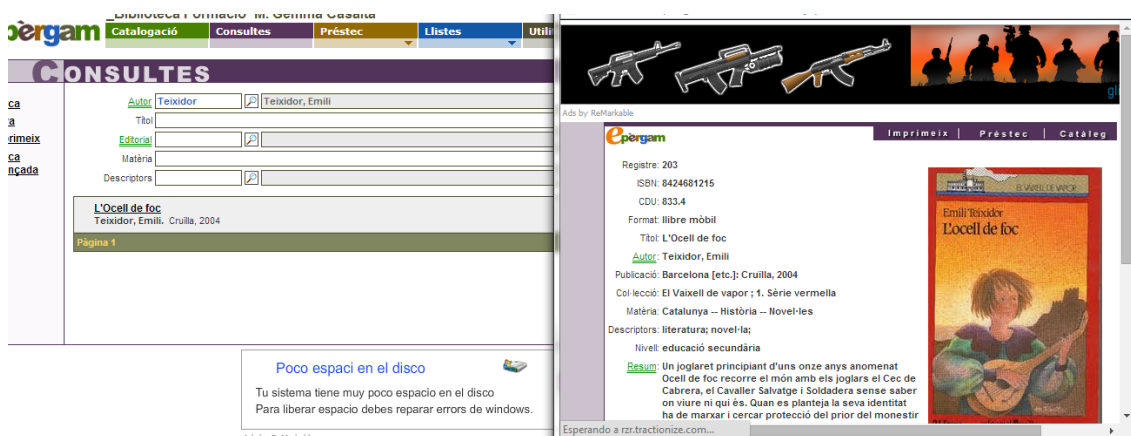 _Biblioteca Formació M. Gemma Casalta
pèrgam
Catalogació
Consultes
Préstec
Llistes
Utili
CONSULTES
ca
rimeix
ca
nçada
Autor Teixidor Teixidor, Emili
Títol
Editorial
Matèria
Descriptors
L'Ocell de foc
Teixidor, Emili. Cruïlla, 2004
Pàgina 1
Poco espaci en el disco
Tu sistema tiene muy poco espacio en el disco
Para liberar espacio debes reparar errors de windows.
gli
Ads by ReMarkable
epèrgam
Imprimeix | Préstec | Catàleg
Registre: 203
ISBN: 8424681215
CDU: 833.4
Format: llibre mòbil
Títol: L'Ocell de foc
Autor: Teixidor, Emili
Publicació: Barcelona [etc.]: Cruïlla, 2004
Col·lecció: El Vaixell de vapor ; 1. Sèrie vermella
Matèria: Catalunya -- Història -- Novel·les
Descriptors: literatura; novel·la;
Nivell: educació secundària
Resum: Un joglaret principiant d'uns onze anys anomenat
Ocell de foc recorre el món amb els joglars el Cec de
Cabrera, el Cavaller Salvatge i Soldadera sense saber
on viure ni qui és. Quan es planteja la seva identitat
ha de marxar i cercar protecció del prior del monestir
EL VAIXELL DE VAPOR
Emili Teixidor
L'ocell de foc
Esperando a rzr.tractionize.com...